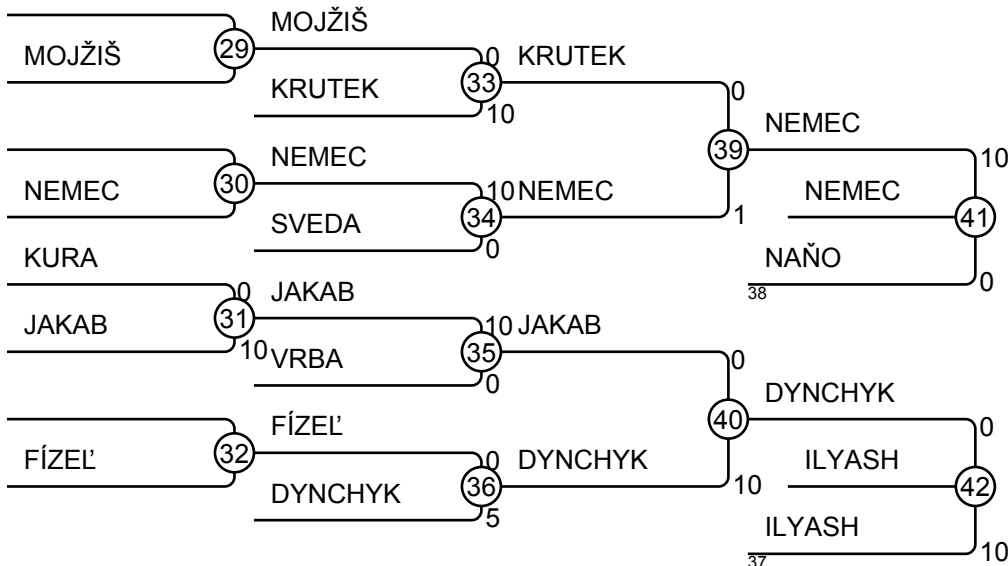 MOJŽIŠ
29
MOJŽIŠ
0
33
KRUTEK
10
KRUTEK
0
39
NEMEC
30
NEMEC
10
34
SVEDA
0
NEMEC
1
NEMEC
10
NEMEC
41
NAŇO
38
0
KURA
0
31
JAKAB
10
JAKAB
10
35
VRBA
0
JAKAB
0
40
FÍZEĽ
32
FÍZEĽ
0
36
DYNCHYK
5
DYNCHYK
10
DYNCHYK
0
ILYASH
42
ILYASH
37
10